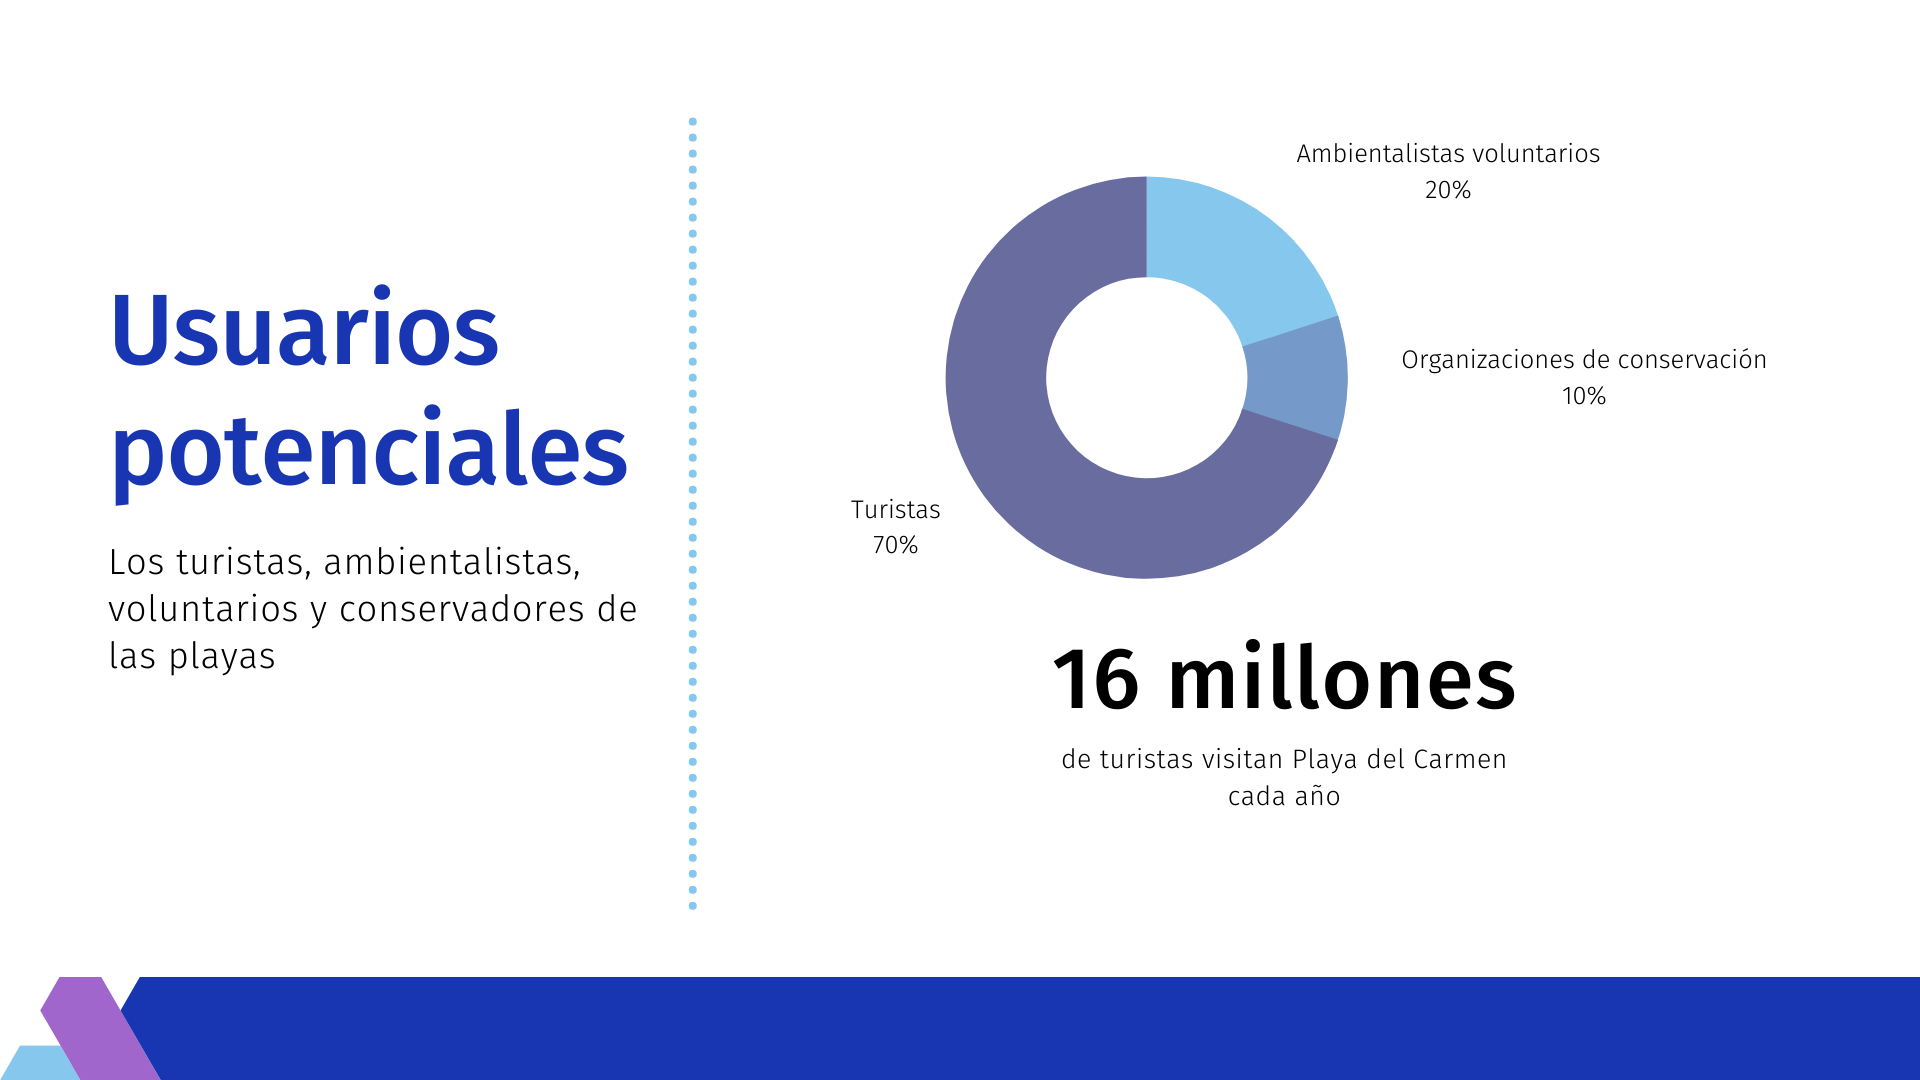 Usuarios
potenciales
Los turistas, ambientalistas,
voluntarios y conservadores de
las playas
Ambientalistas voluntarios
20%
Organizaciones de conservación
10%
Turistas
70%
16 millones
de turistas visitan Playa del Carmen
cada año